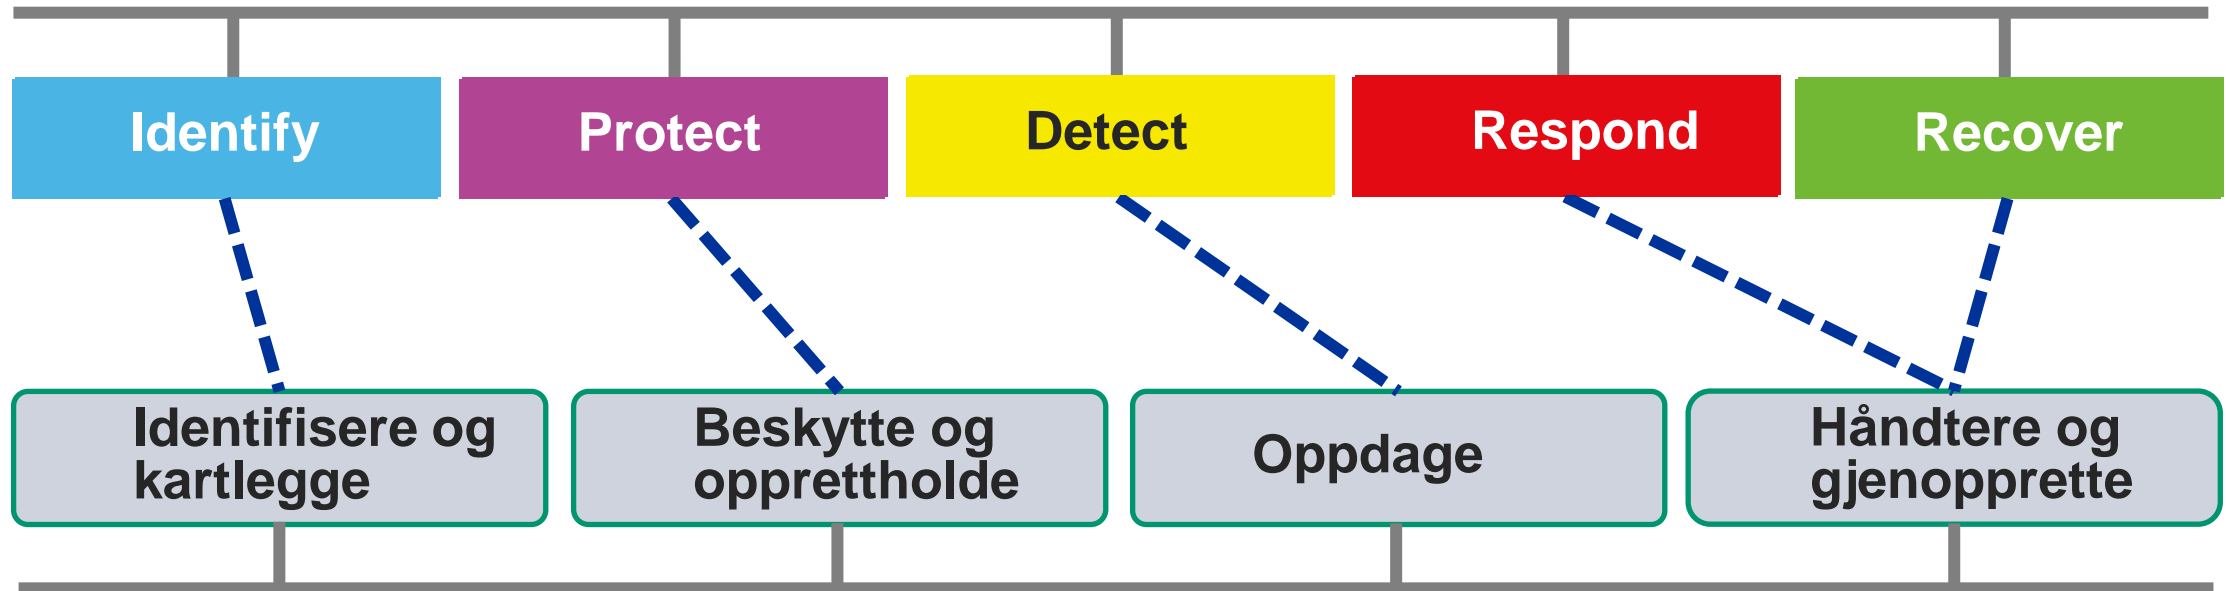 Identify
Protect
Detect
Respond
Recover
Identifisere og
kartlegge
Beskytte og
opprettholde
Oppdage
Håndtere og
gjenopprette